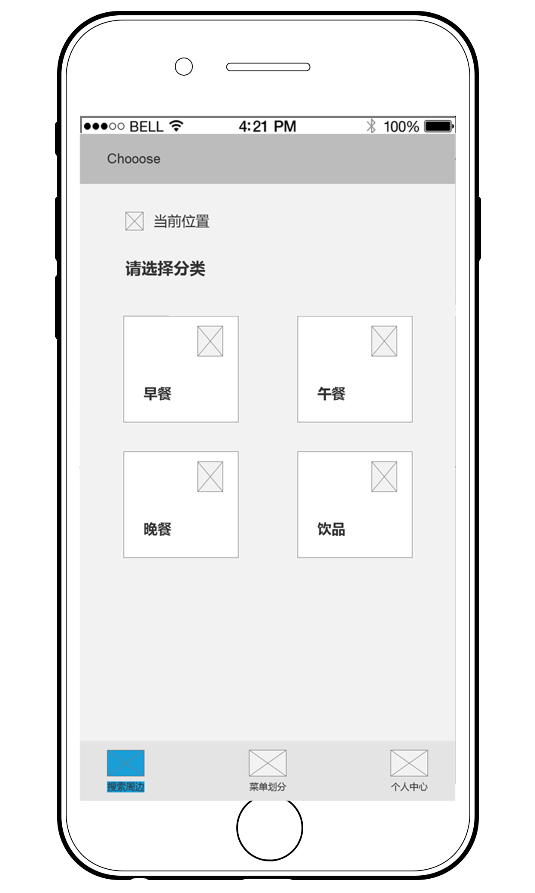 BELL 4:21 PM 100%
Chooose
当前位置
请选择分类
早餐 午餐
晚餐 饮品
搜索周边 菜单划分 个人中心